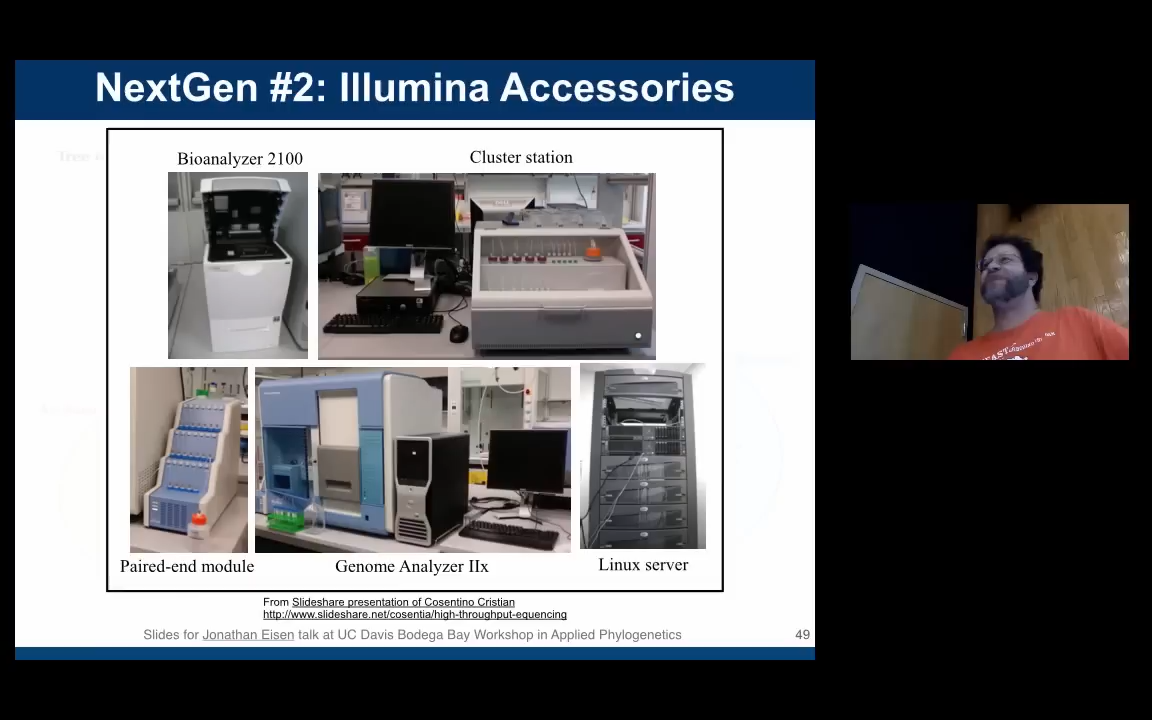 NextGen #2: Illumina Accessories
Tree
Bioanalyzer 2100
Cluster station
Paired-end module
Genome Analyzer IIx
Linux server
From Slideshare presentation of Cosentino Cristian
http://www.slideshare.net/cosentia/high-throughput-equencing
Slides for Jonathan Eisen talk at UC Davis Bodega Bay Workshop in Applied Phylogenetics
49